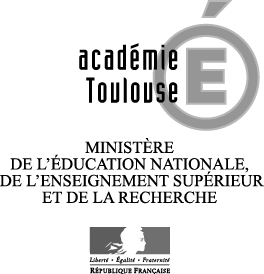 académie
Toulouse
É
MINISTÈRE
DE L'ÉDUCATION NATIONALE,
DE L'ENSEIGNEMENT SUPÉRIEUR
ET DE LA RECHERCHE
Liberté • Égalité • Fraternité
RÉPUBLIQUE FRANÇAISE